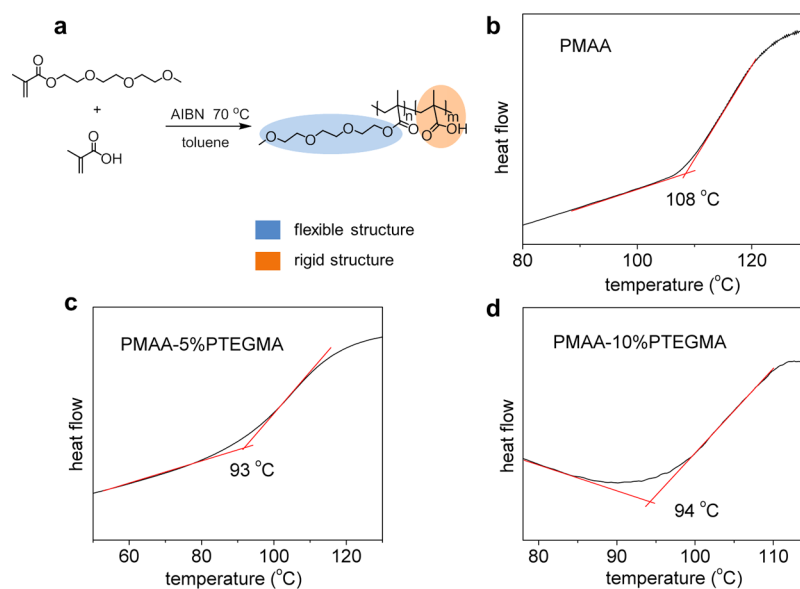 a
O
O
O
O
O
+
O
OH
AIBN 70 °C
toluene
n
m
O
O
O
O
O
O
OH
flexible structure
rigid structure
b
PMAA
heat flow
108 °C
80
100
120
temperature (°C)
c
PMAA-5%PTEGMA
heat flow
93 °C
60
80
100
120
temperature (°C)
d
PMAA-10%PTEGMA
heat flow
94 °C
80
90
100
110
temperature (°C)